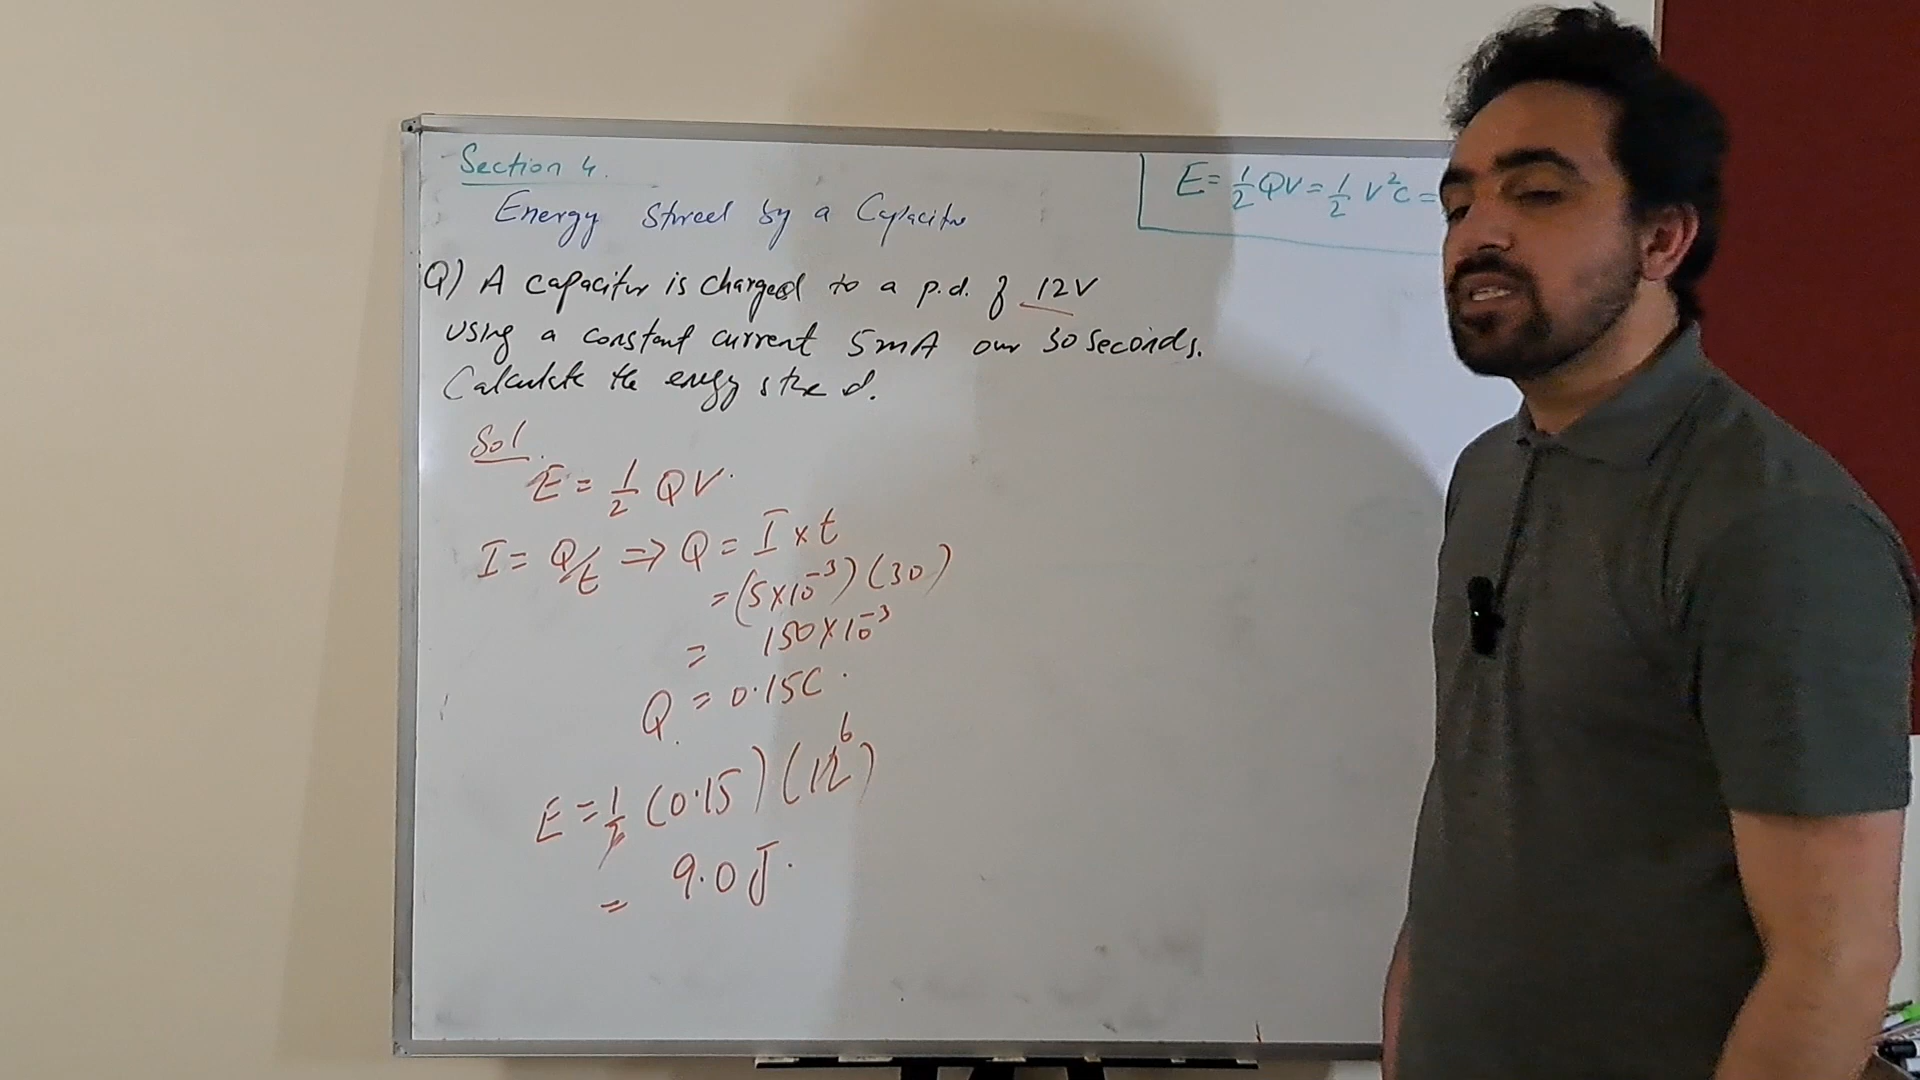 Section 4.
E = 1/2 QV = 1/2 V²C =
Energy Stored by a Capacitor
Q) A capacitor is charged to a p.d. of 12V
using a constant current 5mA over 30 seconds.
Calculate the energy stored.
Sol.
E = 1/2 QV.
I = Q/t ⇒ Q = I × t
= (5×10⁻³)(30)
= 150×10⁻³
Q = 0.15C.
E = 1/2 (0.15)(12) 6
= 9.0 J.